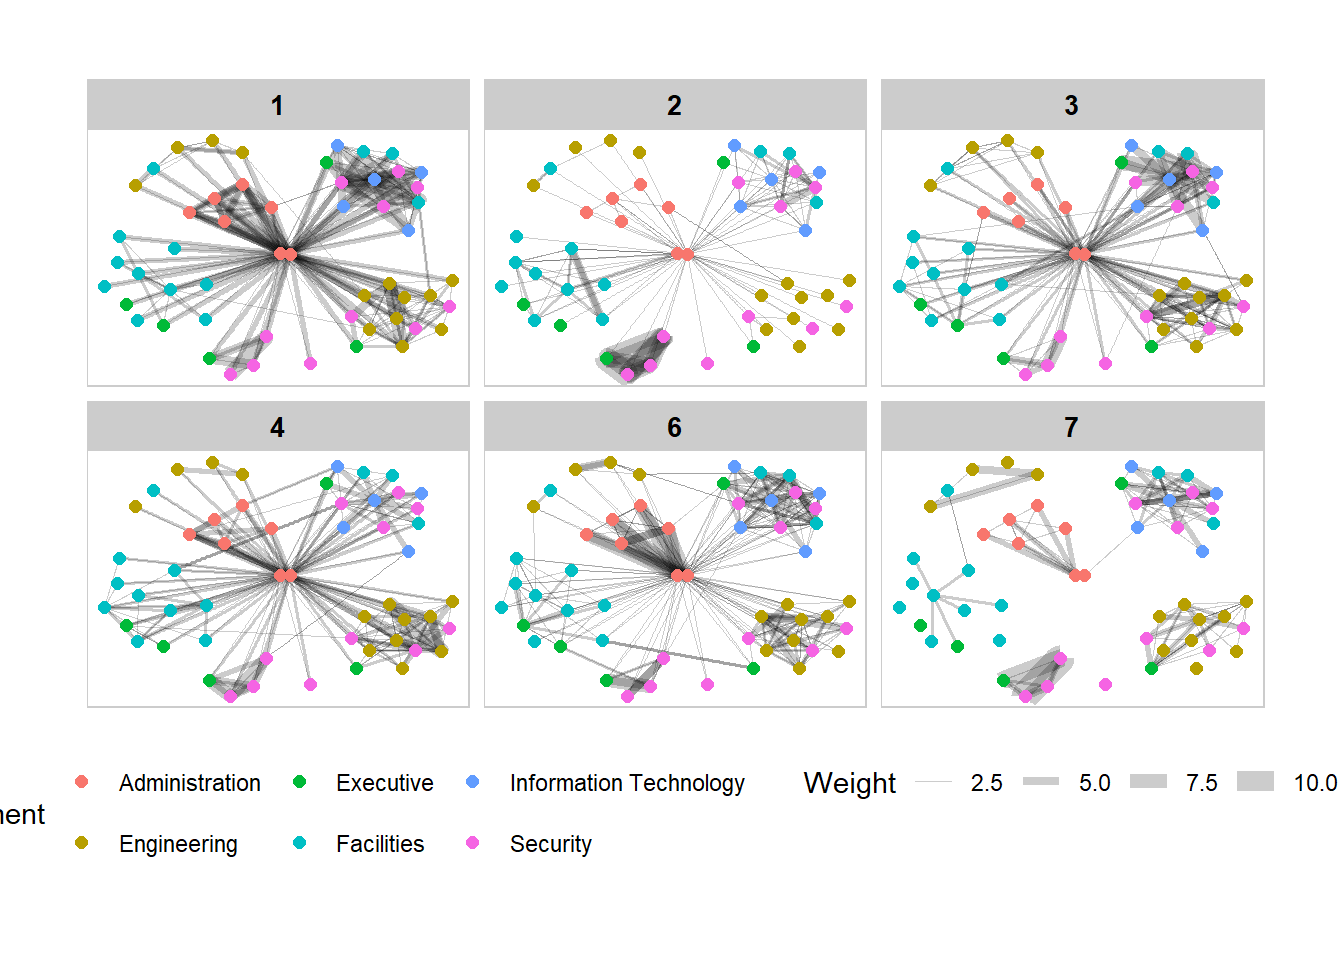 1 2 3
4 6 7
Administration Executive Information Technology Weight 2.5 5.0 7.5 10.0
Engineering Facilities Security